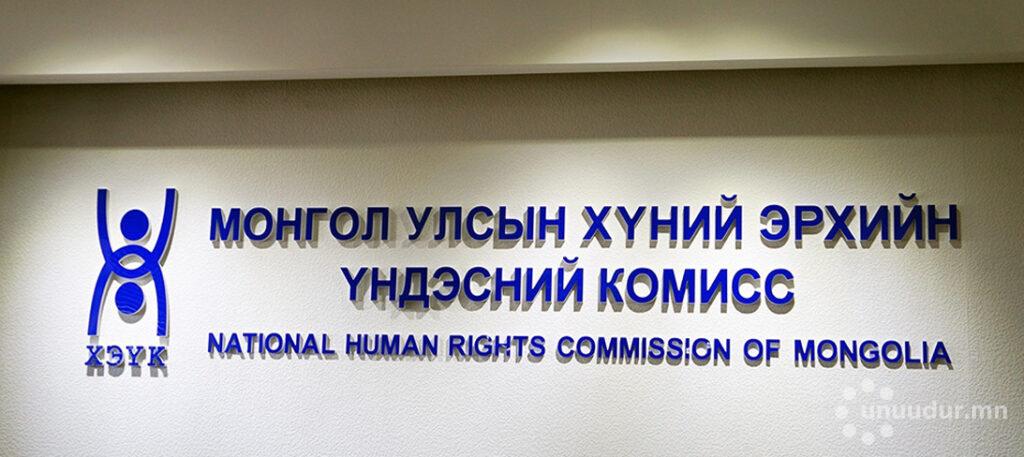 МОНГОЛ УЛСЫН ХҮНИЙ ЭРХИЙН
ҮНДЭСНИЙ КОМИСС
NATIONAL HUMAN RIGHTS COMMISSION OF MONGOLIA
ХЭҮК
unuudur.mn